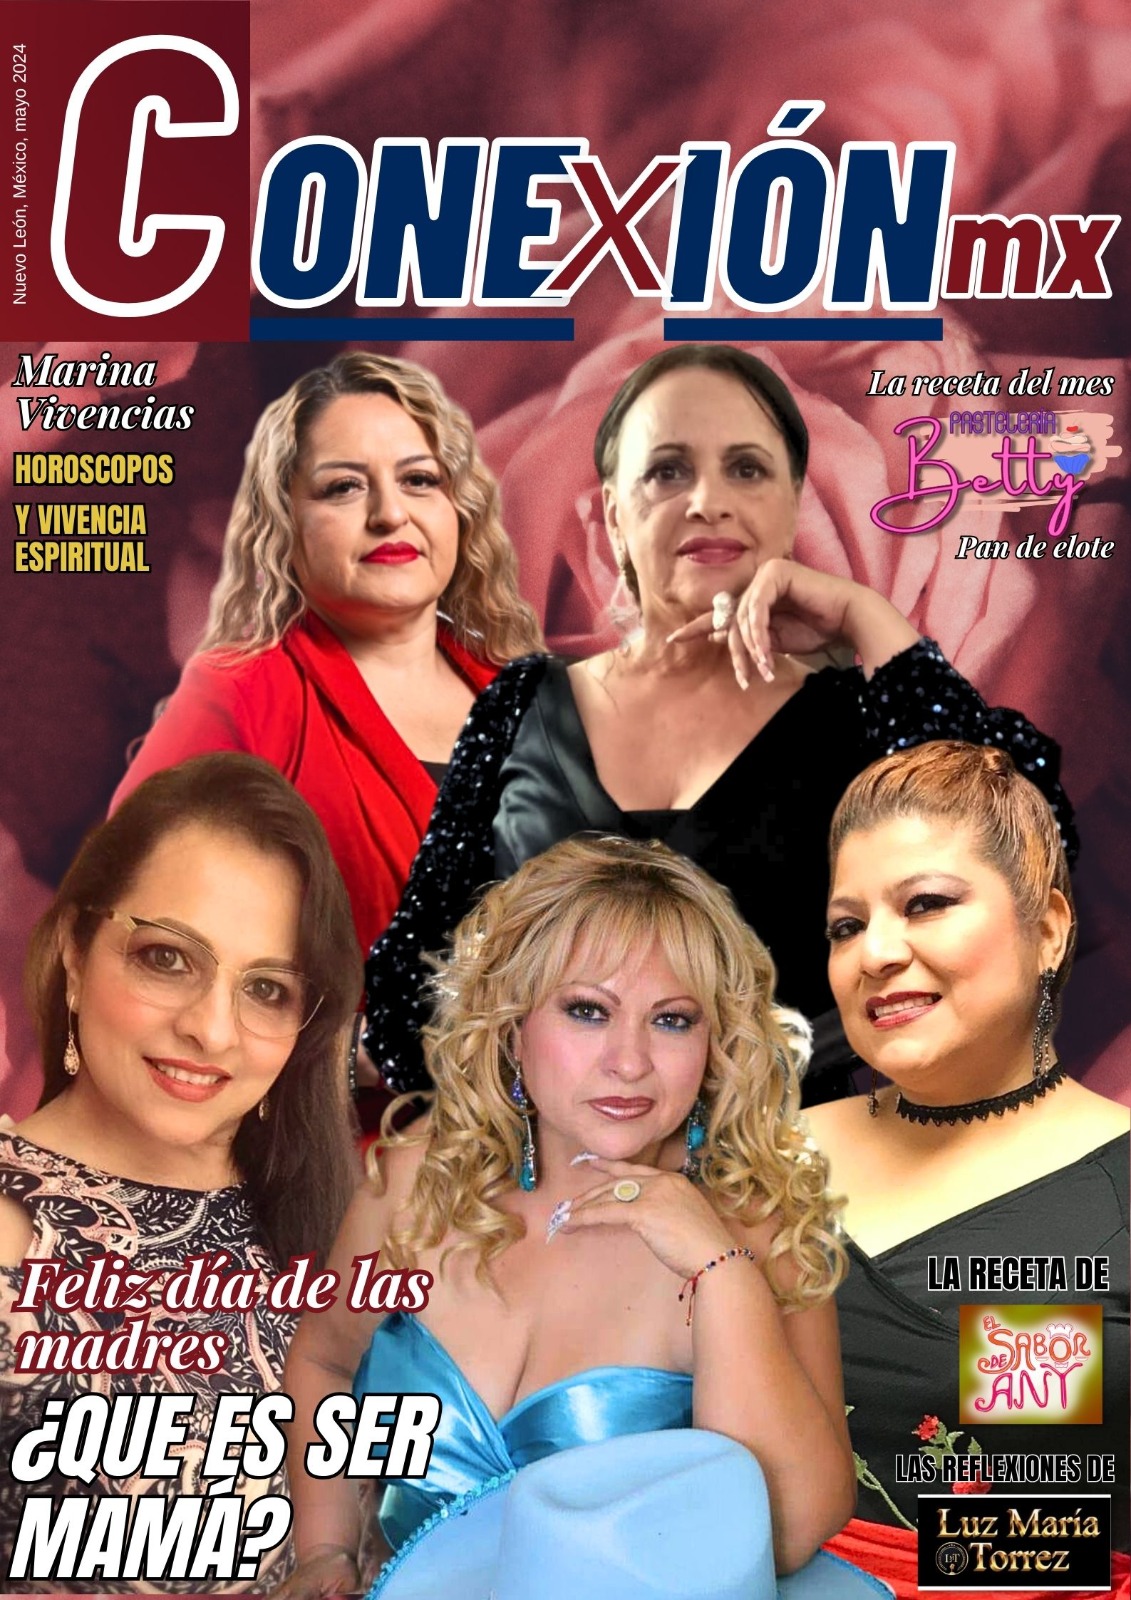 Nuevo León, México, mayo 2024
CONEXIÓN mx
Marina
Vivencias
HOROSCOPOS
Y VIVENCIA
ESPIRITUAL
La receta del mes
PASTELERÍA
Betty
Pan de elote
Feliz día de las
madres
¿QUE ES SER
MAMÁ?
LA RECETA DE
EL
SABOR
DE
ANY
LAS REFLEXIONES DE
Luz María
Torrez